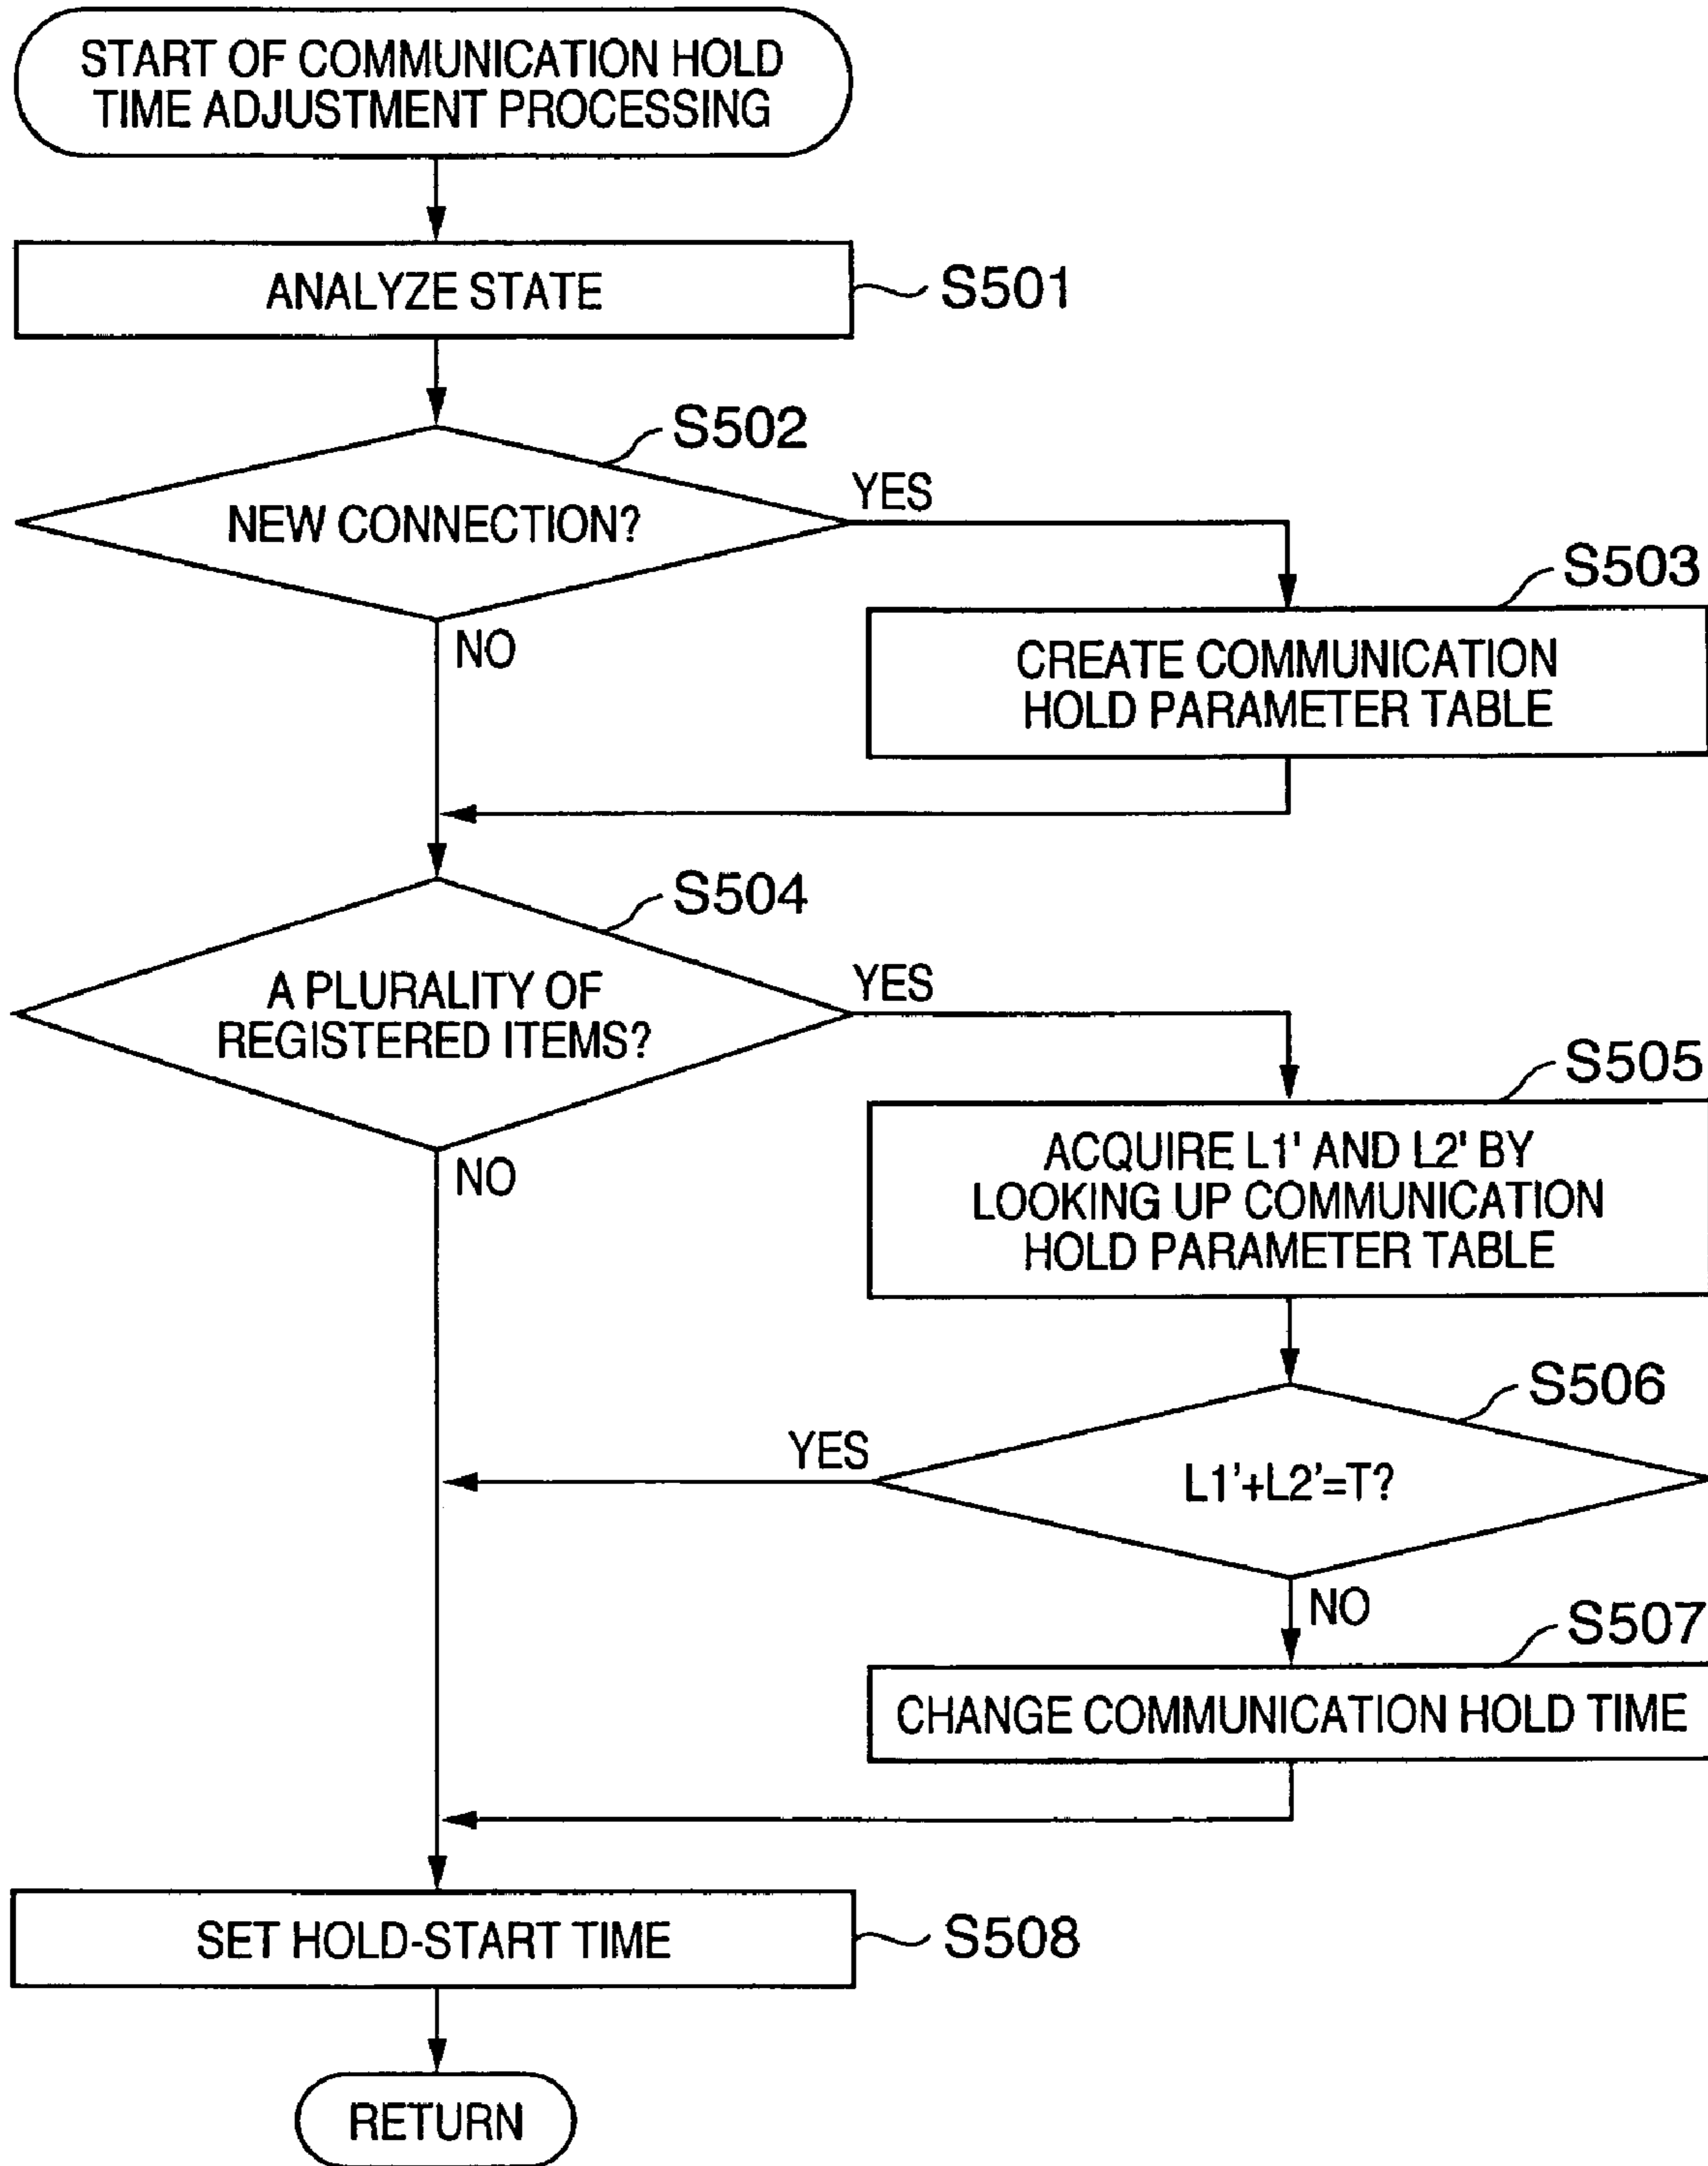 START OF COMMUNICATION HOLD
TIME ADJUSTMENT PROCESSING
ANALYZE STATE
S501
S502
NEW CONNECTION?
YES
NO
S503
CREATE COMMUNICATION
HOLD PARAMETER TABLE
S504
A PLURALITY OF
REGISTERED ITEMS?
YES
NO
S505
ACQUIRE L1' AND L2' BY
LOOKING UP COMMUNICATION
HOLD PARAMETER TABLE
S506
L1'+L2'=T?
YES
NO
S507
CHANGE COMMUNICATION HOLD TIME
SET HOLD-START TIME
S508
RETURN